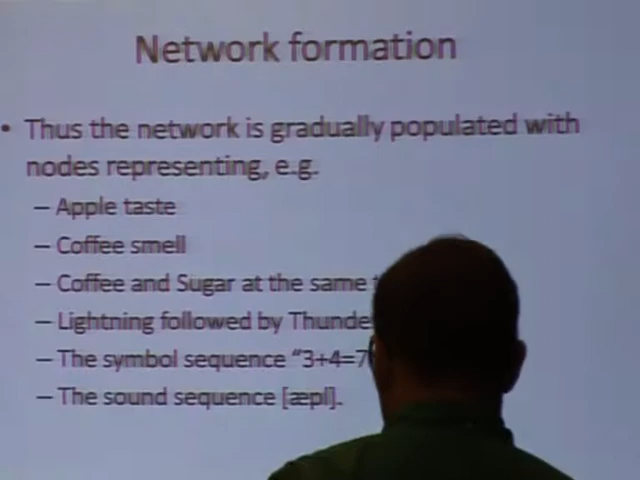 Network formation
• Thus the network is gradually populated with
nodes representing, e.g.
– Apple taste
– Coffee smell
– Coffee and Sugar at the same
– Lightning followed by Thunde
– The symbol sequence “3+4=7
– The sound sequence [æpl].